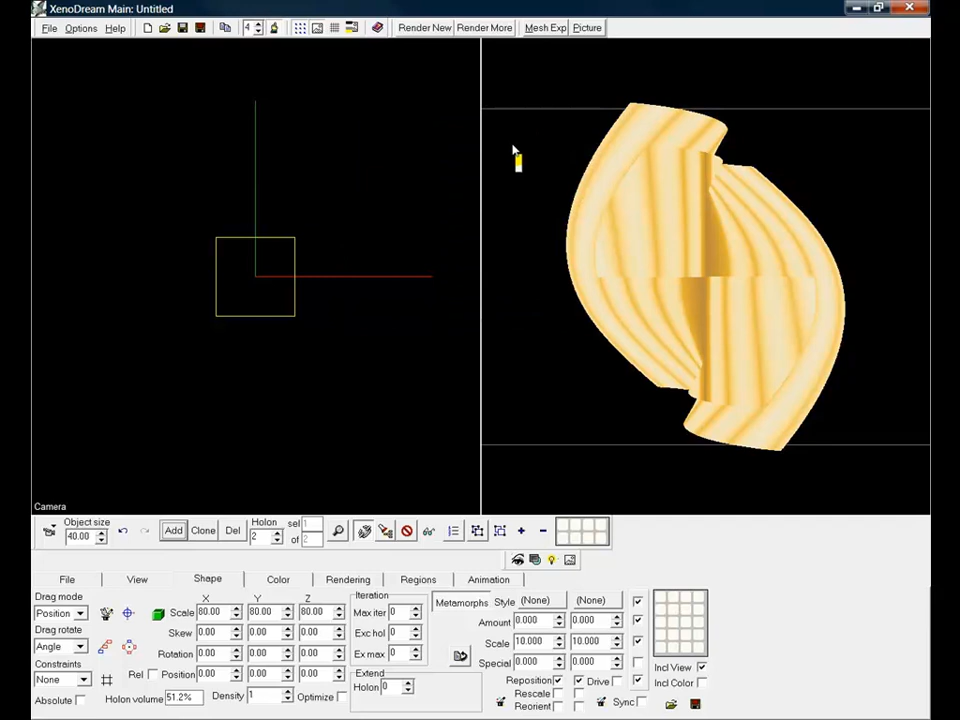 XenoDream Main: Untitled
File Options Help 4 Render New Render More Mesh Exp Picture
Camera
Object size 40.00 Add Clone Del Holon 2 sel 1 of 2
File View Shape Color Rendering Regions Animation
Drag mode
Position
Drag rotate
Angle
Constraints
None
Absolute
X Y Z
Scale 80.00 80.00 80.00
Skew 0.00 0.00 0.00
Rotation 0.00 0.00 0.00
Rel Position 0.00 0.00 0.00
Holon volume 51.2% Density 1 Optimize
Iteration
Max iter 0
Exc hol 0
Ex max 0
Extend
Holon 0
Metamorphs Style (None) (None)
Amount 0.000 0.000
Scale 10.000 10.000
Special 0.000 0.000
Reposition Drive
Rescale
Reorient Sync
Incl View
Incl Color